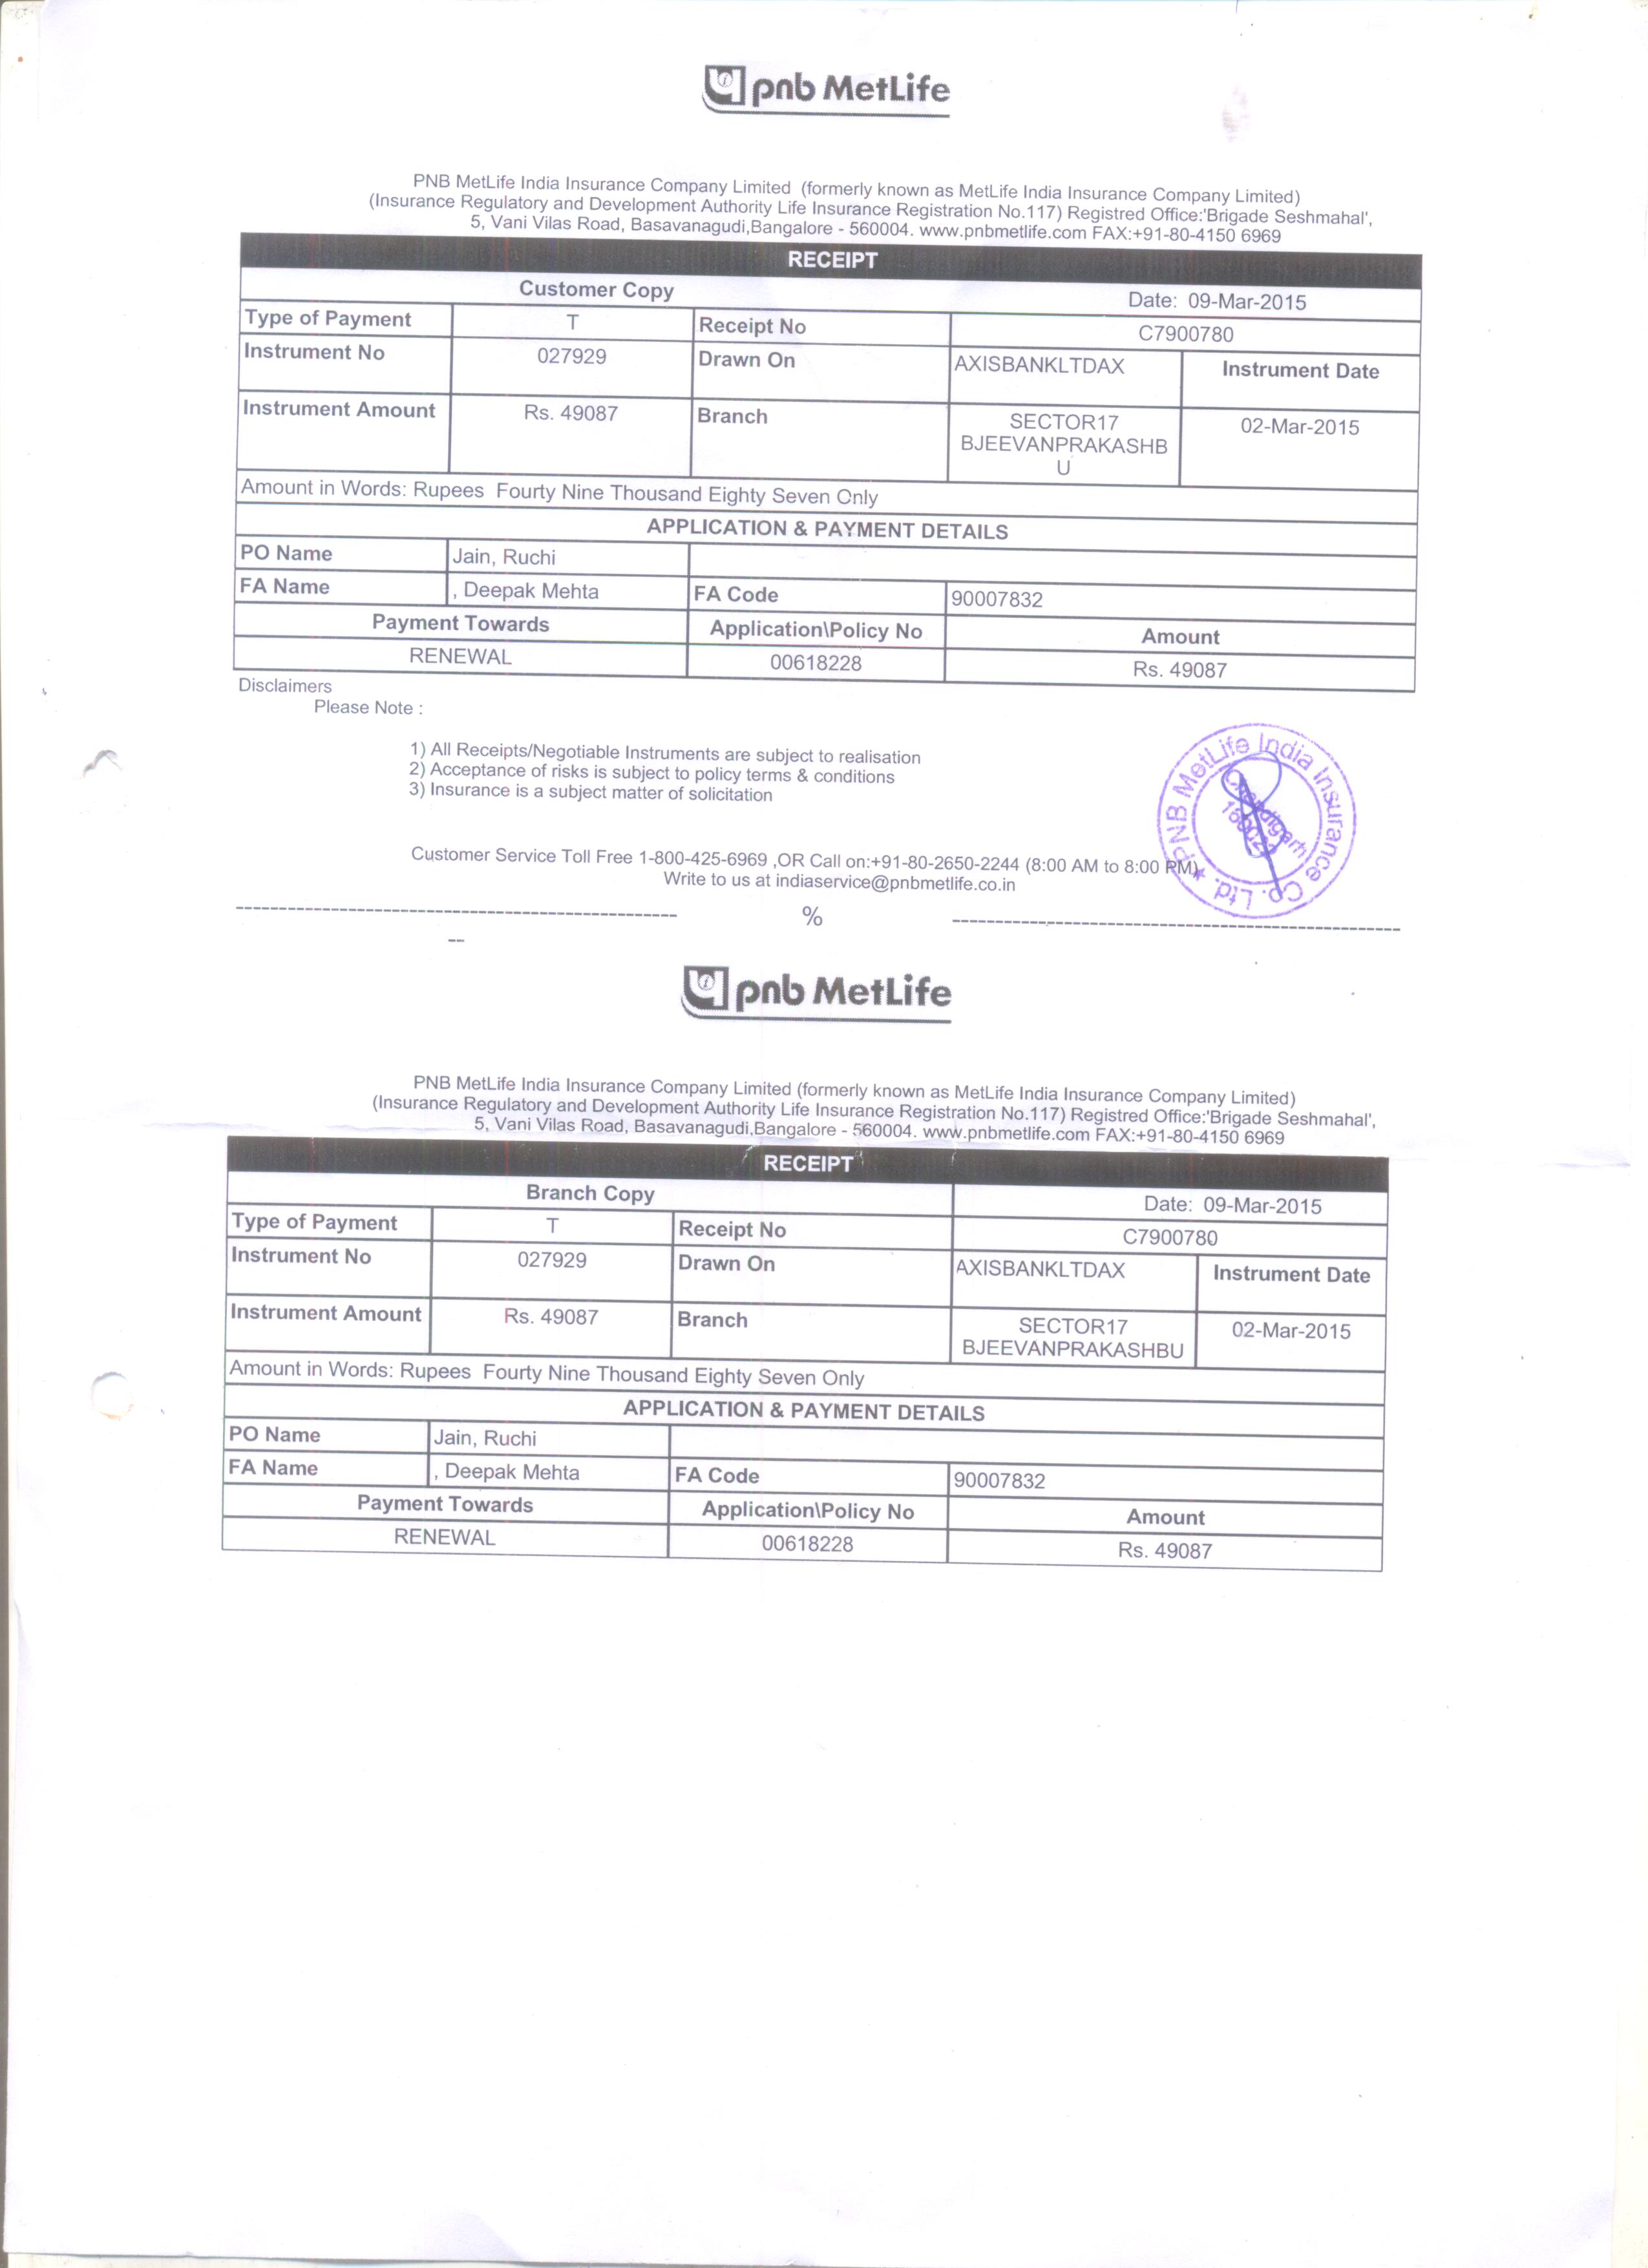 pnb MetLife
PNB MetLife India Insurance Company Limited (formerly known as MetLife India Insurance Company Limited)
(Insurance Regulatory and Development Authority Life Insurance Registration No.117) Registred Office:'Brigade Seshmahal',
5, Vani Vilas Road, Basavanagudi,Bangalore - 560004. www.pnbmetlife.com FAX:+91-80-4150 6969
RECEIPT
Customer Copy Date: 09-Mar-2015
Type of Payment T Receipt No C7900780
Instrument No 027929 Drawn On AXISBANKLTDAX Instrument Date
Instrument Amount Rs. 49087 Branch SECTOR17 02-Mar-2015
BJEEVANPRAKASHB
U
Amount in Words: Rupees Fourty Nine Thousand Eighty Seven Only
APPLICATION & PAYMENT DETAILS
PO Name Jain, Ruchi
FA Name , Deepak Mehta FA Code 90007832
Payment Towards Application\Policy No Amount
RENEWAL 00618228 Rs. 49087
Disclaimers
Please Note :
1) All Receipts/Negotiable Instruments are subject to realisation
2) Acceptance of risks is subject to policy terms & conditions
3) Insurance is a subject matter of solicitation
PNB MetLife India Insurance Co. Ltd.
Chandigarh
Customer Service Toll Free 1-800-425-6969 ,OR Call on:+91-80-2650-2244 (8:00 AM to 8:00 PM)
Write to us at indiaservice@pnbmetlife.co.in
%
pnb MetLife
PNB MetLife India Insurance Company Limited (formerly known as MetLife India Insurance Company Limited)
(Insurance Regulatory and Development Authority Life Insurance Registration No.117) Registred Office:'Brigade Seshmahal',
5, Vani Vilas Road, Basavanagudi,Bangalore - 560004. www.pnbmetlife.com FAX:+91-80-4150 6969
RECEIPT
Branch Copy Date: 09-Mar-2015
Type of Payment T Receipt No C7900780
Instrument No 027929 Drawn On AXISBANKLTDAX Instrument Date
Instrument Amount Rs. 49087 Branch SECTOR17 02-Mar-2015
BJEEVANPRAKASHBU
Amount in Words: Rupees Fourty Nine Thousand Eighty Seven Only
APPLICATION & PAYMENT DETAILS
PO Name Jain, Ruchi
FA Name , Deepak Mehta FA Code 90007832
Payment Towards Application\Policy No Amount
RENEWAL 00618228 Rs. 49087